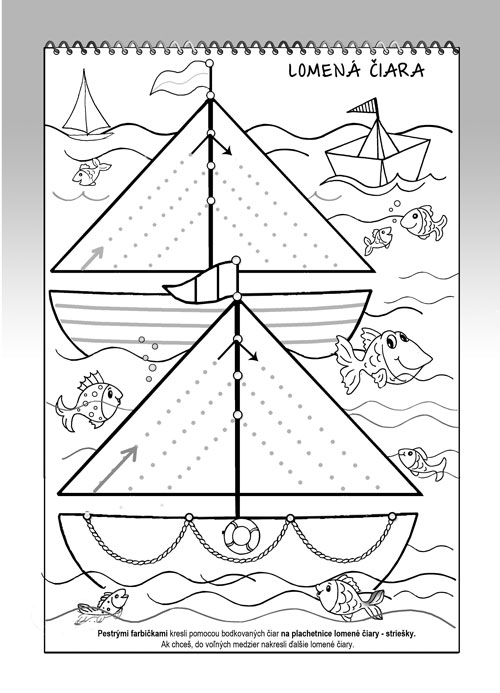 LOMENÁ ČIARA
Pestrými farbičkami kresli pomocou bodkovaných čiar na plachetnice lomené čiary - striešky.
Ak chceš, do voľných medzier nakresli ďalšie lomené čiary.